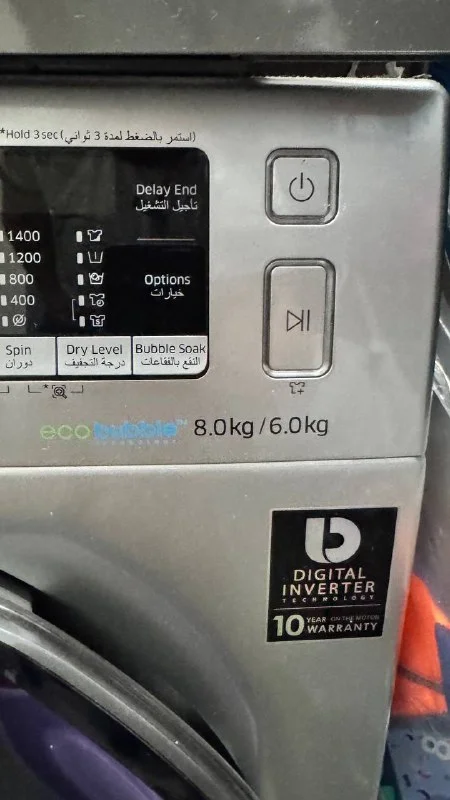 *Hold 3 sec (استمر بالضغط لمدة 3 ثواني)
Delay End
تأجيل التشغيل
1400
1200
800
400
Options
خيارات
Spin
دوران
Dry Level
درجة التجفيف
Bubble Soak
النقع بالفقاعات
ecobubble™ 8.0kg/6.0kg
TECHNOLOGY
DIGITAL
INVERTER
TECHNOLOGY
10 YEAR ON THE MOTOR
WARRANTY